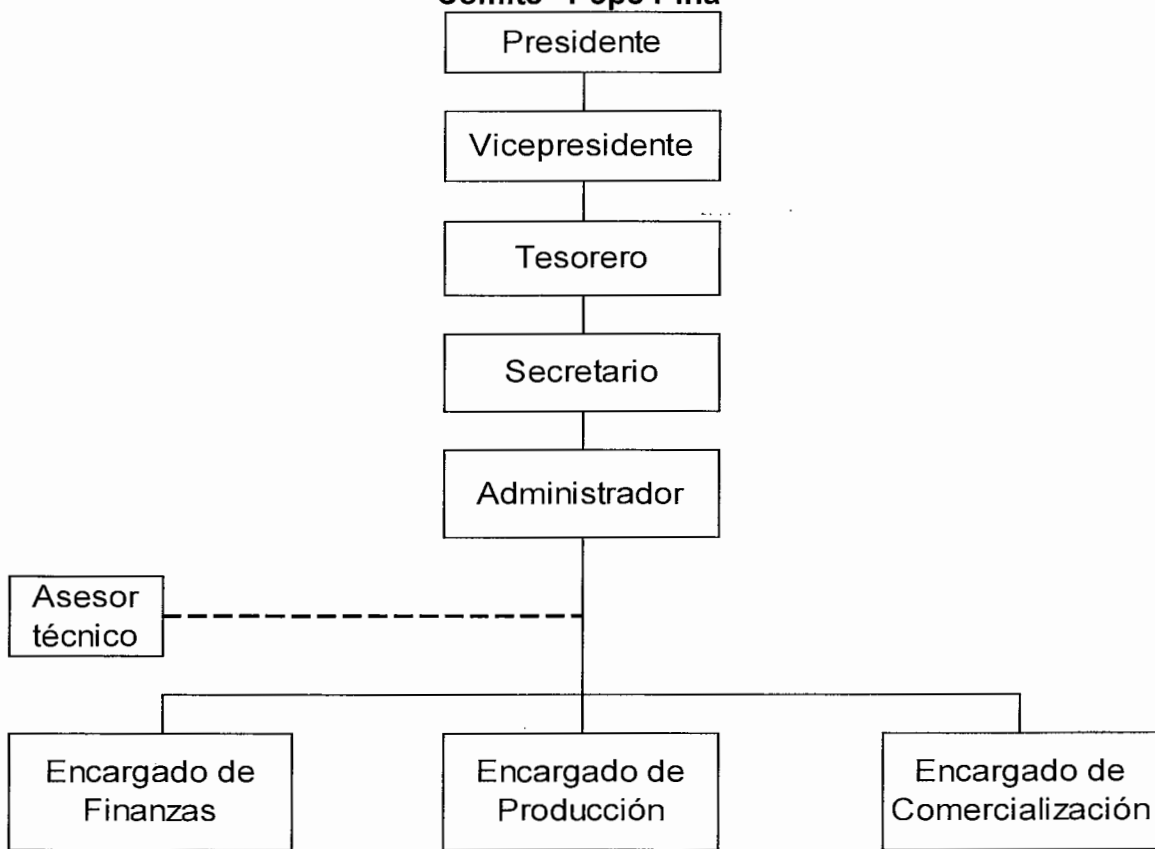 Presidente
Vicepresidente
Tesorero
Secretario
Administrador
Asesor
técnico
Encargado de
Finanzas
Encargado de
Producción
Encargado de
Comercialización